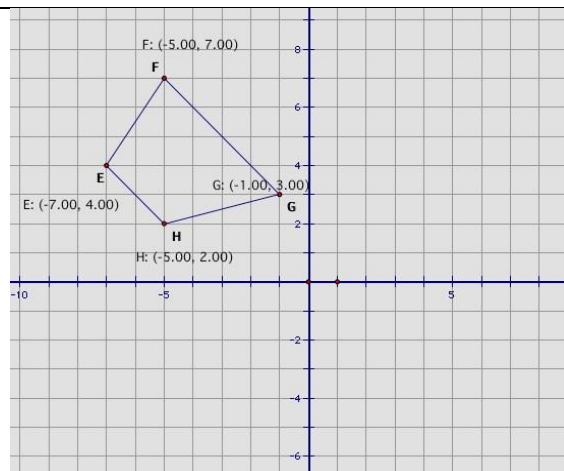 F: (-5.00, 7.00)
8
F
6
4
E
G: (-1.00, 3.00)
E: (-7.00, 4.00)
G
2
H
H: (-5.00, 2.00)
-10
-5
5
-2
-4
-6